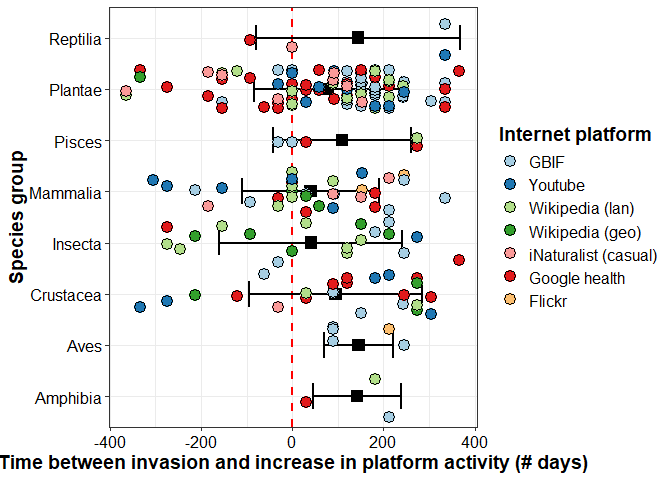 Species group
Reptilia
Plantae
Pisces
Mammalia
Insecta
Crustacea
Aves
Amphibia
-400 -200 0 200 400
Time between invasion and increase in platform activity (# days)
Internet platform
GBIF
Youtube
Wikipedia (lan)
Wikipedia (geo)
iNaturalist (casual)
Google health
Flickr